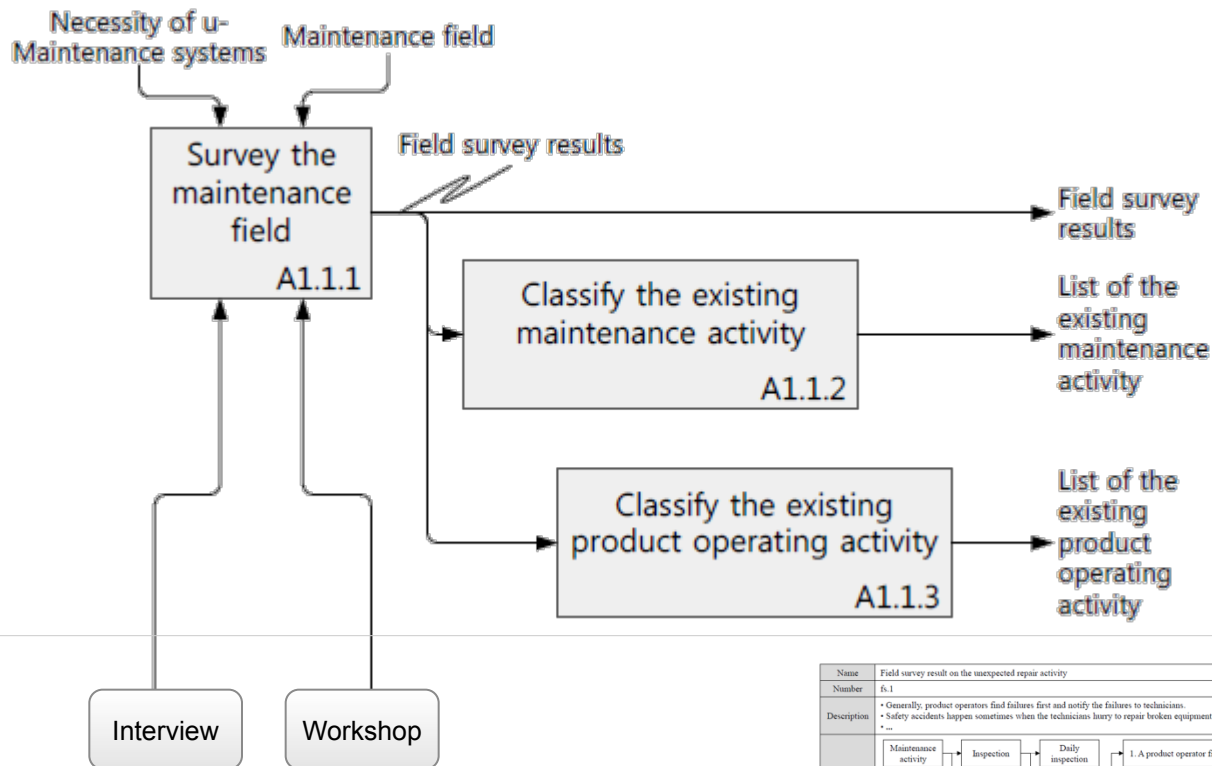 Necessity of u-
Maintenance systems
Maintenance field
Survey the
maintenance
field
A1.1.1
Field survey results
Field survey
results
Classify the existing
maintenance activity
A1.1.2
List of the
existing
maintenance
activity
Classify the existing
product operating activity
A1.1.3
List of the
existing
product
operating
activity
Interview
Workshop
Name
Field survey result on the unexpected repair activity
Number
fs.1
Description
• Generally, product operators find failures first and notify the failures to technicians.
• Safety accidents happen sometimes when the technicians hurry to repair broken equipment
• ...
Maintenance
activity
Inspection
Daily
inspection
1. A product operator